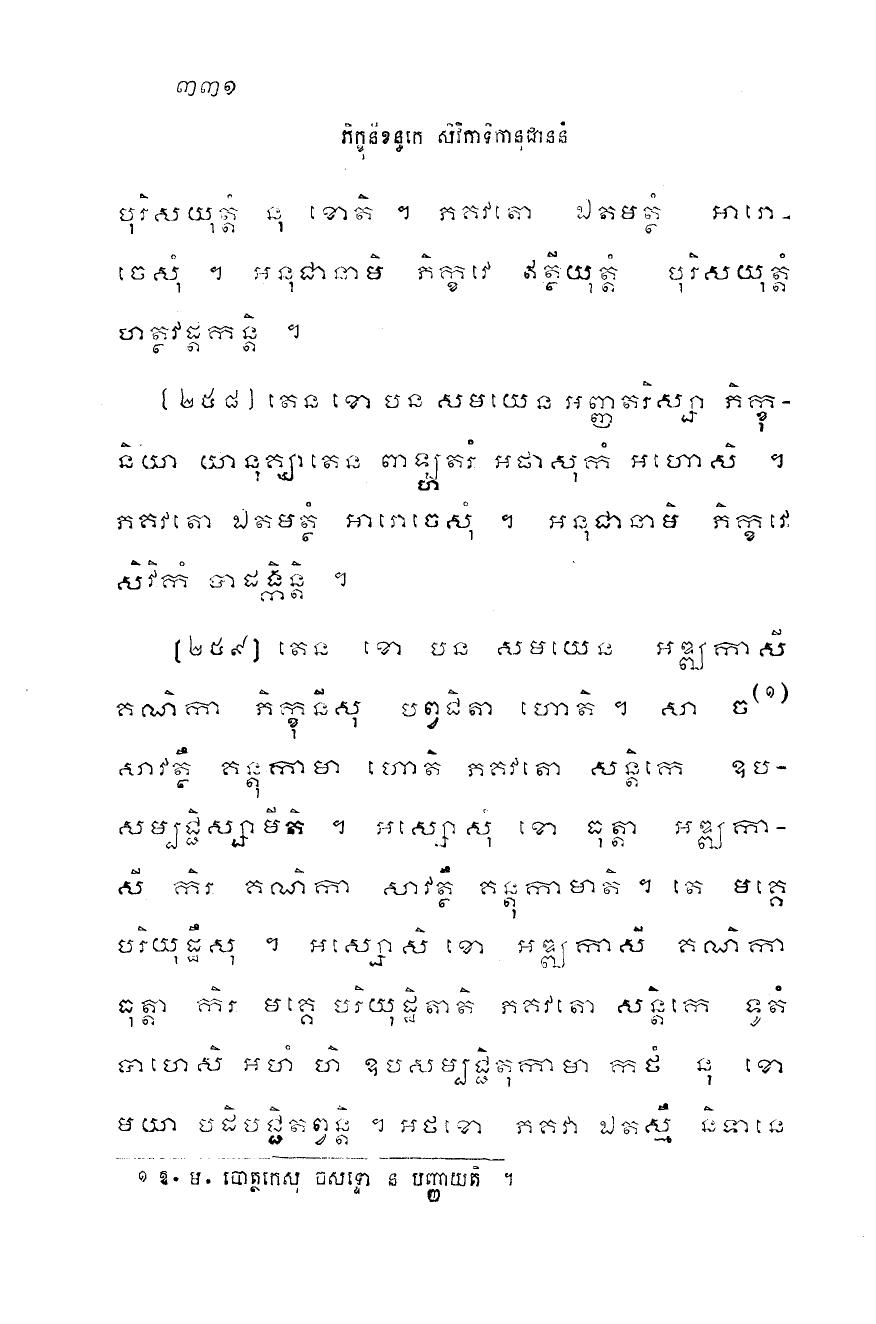 ៣៣១
ភិក្ខុនីខន្ធកេ សិវិកាទិកានុជាននំ
បុរិសយុត្តំ នុ ខោតិ ។ ភគវតោ ឯតមត្ថំ អារោ-
ចេសុំ ។ អនុជានាមិ ភិក្ខវេ ឥត្ថីយុត្តំ បុរិសយុត្តំ
ហត្ថវដ្តកន្តិ ។
[២៥៨] តេន ខោ បន សមយេន អញ្ញតរិស្សា ភិក្ខុ-
និយា យានុគ្ឃាតេន ពាឡ្ហតរំ អផាសុកំ អហោសិ ។
ភគវតោ ឯតមត្ថំ អារោចេសុំ ។ អនុជានាមិ ភិក្ខវេ
សិវិកំ បាដង្កិន្តិ ។
[២៥៩] តេន ខោ បន សមយេន អឌ្ឍកាសី
គណិកា ភិក្ខុនីសុ បព្វជិតា ហោតិ ។ សា ច(១)
សាវត្ថឹ គន្តុកាមា ហោតិ ភគវតោ សន្តិកេ ឧប-
សម្បជ្ជិស្សាមីតិ ។ អស្សោសុំ ខោ ធុត្តា អឌ្ឍកា-
សី កិរ គណិកា សាវត្ថឹ គន្តុកាមាតិ ។ តេ មគ្គេ
បរិយុដ្ឋឹសុ ។ អស្សោសិ ខោ អឌ្ឍកាសី គណិកា
ធុត្តា កិរ មគ្គេ បរិយុដ្ឋិតាតិ ភគវតោ សន្តិកេ ទូតំ
បាហេសិ អហំ ហិ ឧបសម្បជ្ជិតុកាមា កថំ នុ ខោ
មយា បដិបជ្ជិតព្វន្តិ ។ អថខោ ភគវា ឯតស្មឹ និទានេ
១ ឱ. ម. បោត្ថកេសុ ចសទ្ទោ ន បញ្ញាយតិ ។